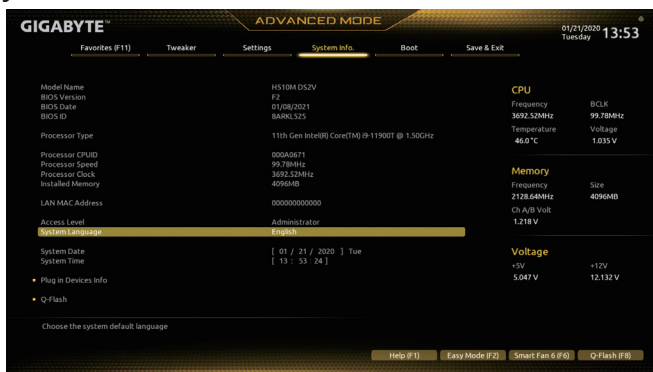 GIGABYTE™
ADVANCED MODE
01/21/2020
Tuesday
13:53
Favorites (F11) Tweaker Settings System Info. Boot Save & Exit
Model Name H510M DS2V
BIOS Version F2
BIOS Date 01/08/2021
BIOS ID 8ARKL525
Processor Type 11th Gen Intel(R) Core(TM) i9-11900T @ 1.50GHz
Processor CPUID 000A0671
Processor Speed 99.78MHz
Processor Clock 3692.52MHz
Installed Memory 4096MB
LAN MAC Address 000000000000
Access Level Administrator
System Language English
System Date [ 01 / 21 / 2020 ] Tue
System Time [ 13 : 53 : 24 ]
Plug in Devices Info
Q-Flash
Choose the system default language
CPU
Frequency BCLK
3692.52MHz 99.78MHz
Temperature Voltage
46.0 °C 1.035 V
Memory
Frequency Size
2128.64MHz 4096MB
Ch A/B Volt
1.218 V
Voltage
+5V +12V
5.047 V 12.132 V
Help (F1) Easy Mode (F2) Smart Fan 6 (F6) Q-Flash (F8)